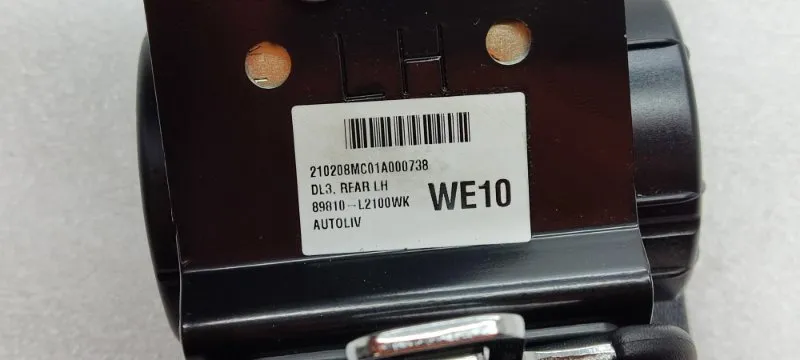 LH
210208MC01A000738
DL3, REAR LH
89810-L2100WK
WE10
AUTOLIV